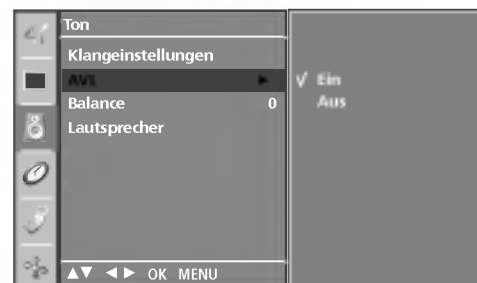 Ton
Klangeinstellungen
AVL
Balance 0
Lautsprecher
√ Ein
Aus
▲▼ ◄► OK MENU